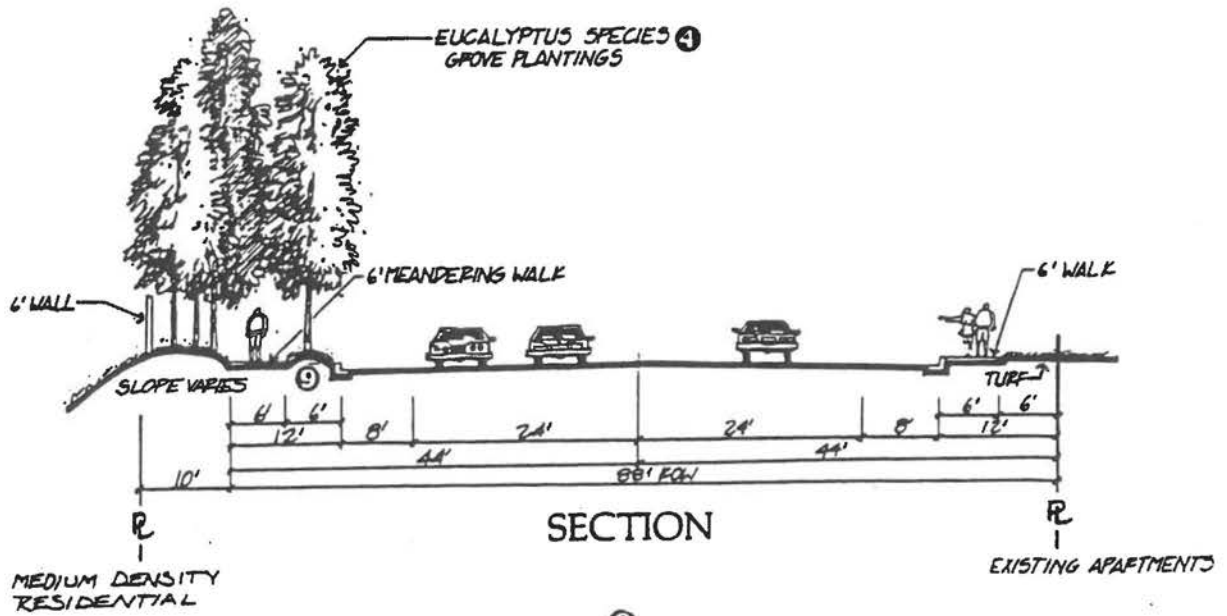 EUCALYPTUS SPECIES 4
GROVE PLANTINGS
6' MEANDERING WALK
6' WALK
6' WALL
SLOPE VARIES
9
TURF
6' 6' 6' 6'
12' 8' 24' 24' 8' 12'
44' 44'
10' 88' ROW
SECTION
PL PL
MEDIUM DENSITY
RESIDENTIAL
EXISTING APARTMENTS